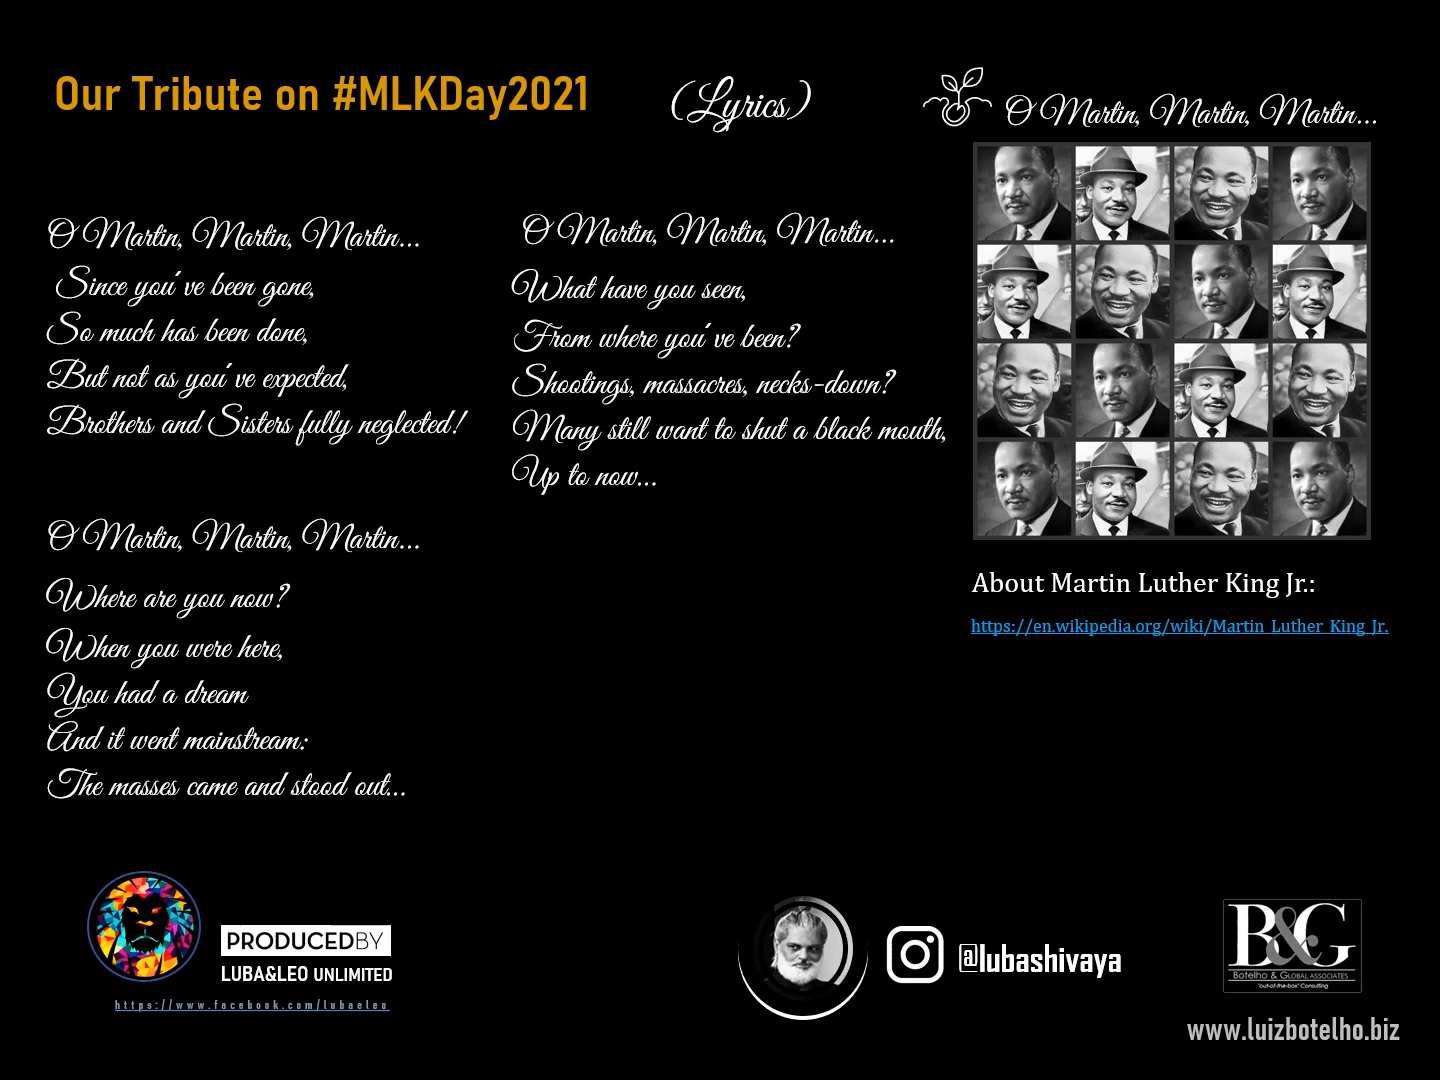 Our Tribute on #MLKDay2021
(Lyrics)
O Martin, Martin, Martin...
O Martin, Martin, Martin...
Since you´ve been gone,
So much has been done,
But not as you´ve expected,
Brothers and Sisters fully neglected!
O Martin, Martin, Martin...
Where are you now?
When you were here,
You had a dream
And it went mainstream:
The masses came and stood out...
O Martin, Martin, Martin...
What have you seen,
From where you´ve been?
Shootings, massacres, necks-down?
Many still want to shut a black mouth,
Up to now...
About Martin Luther King Jr.:
https://en.wikipedia.org/wiki/Martin_Luther_King_Jr.
PRODUCEDBY
LUBA&LEO UNLIMITED
https://www.facebook.com/lubaeleo
@lubashivaya
B&G
Botelho & Global Associates
"out-of-the-box" Consulting
www.luizbotelho.biz